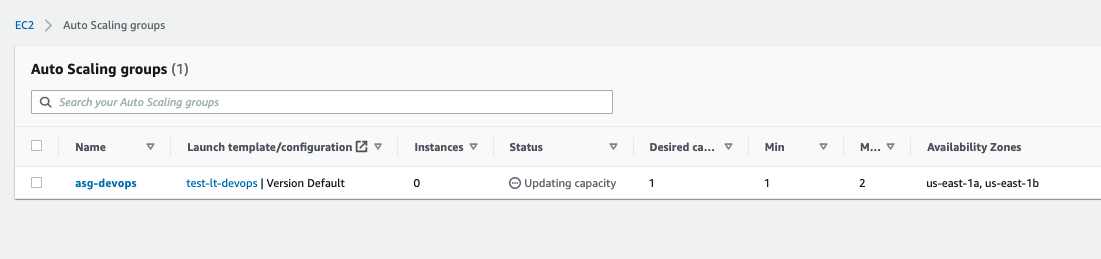 EC2 > Auto Scaling groups
Auto Scaling groups (1)
Search your Auto Scaling groups
Name Launch template/configuration Instances Status Desired ca... Min M... Availability Zones
asg-devops test-lt-devops | Version Default 0 Updating capacity 1 1 2 us-east-1a, us-east-1b